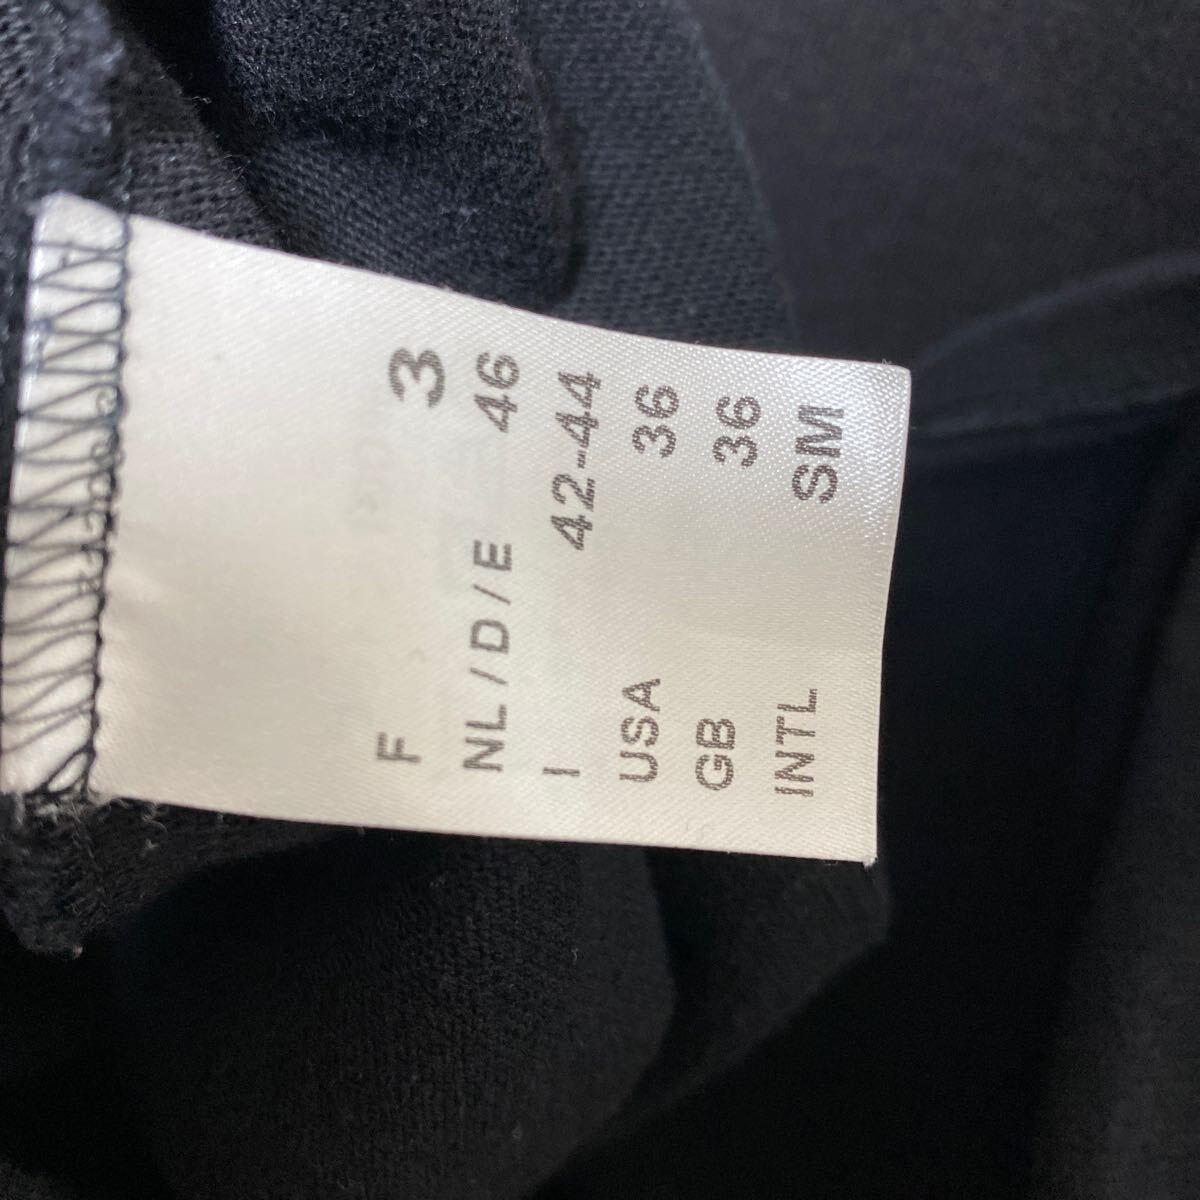 F 3
NL/D/E 46
I 42-44
USA 36
GB 36
INTL SM